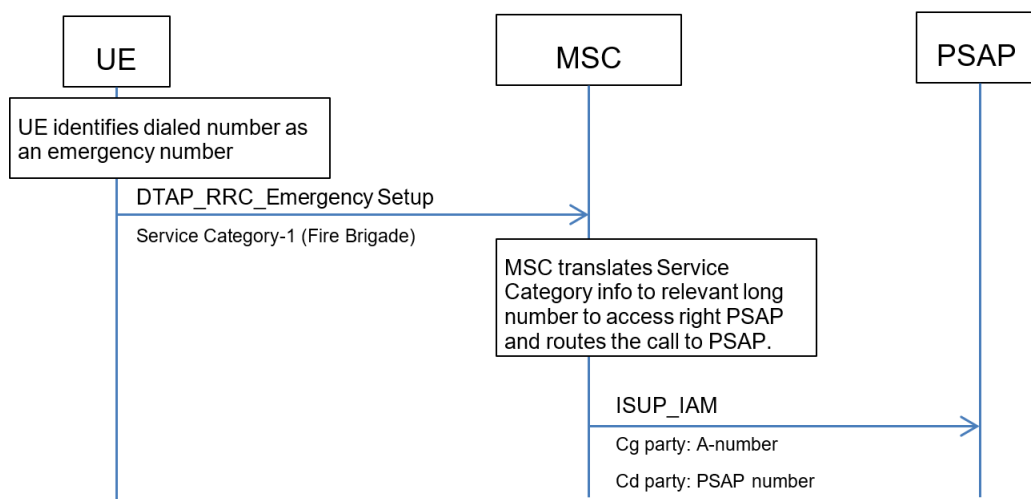 UE
MSC
PSAP
UE identifies dialed number as
an emergency number
DTAP_RRC_Emergency Setup
Service Category-1 (Fire Brigade)
MSC translates Service
Category info to relevant long
number to access right PSAP
and routes the call to PSAP.
ISUP_IAM
Cg party: A-number
Cd party: PSAP number